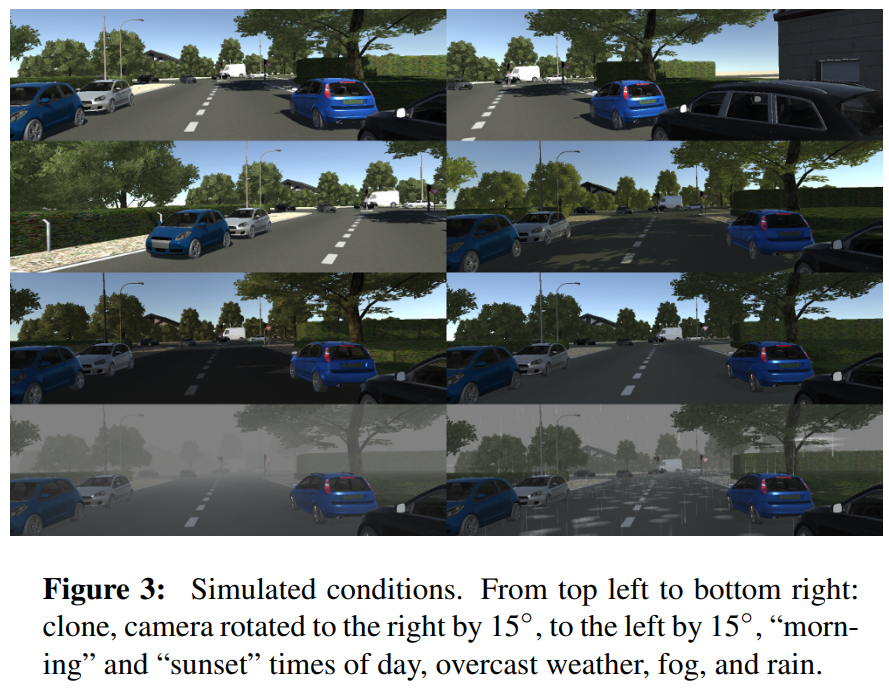 Figure 3: Simulated conditions. From top left to bottom right:
clone, camera rotated to the right by 15°, to the left by 15°, “morn-
ing” and “sunset” times of day, overcast weather, fog, and rain.